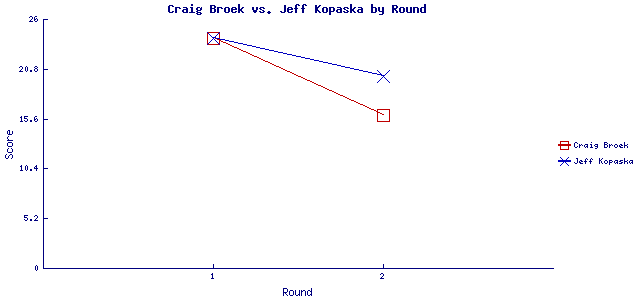 Craig Broek vs. Jeff Kopaska by Round
26
20.8
15.6
10.4
5.2
0
Score
1 2
Round
Craig Broek
Jeff Kopaska